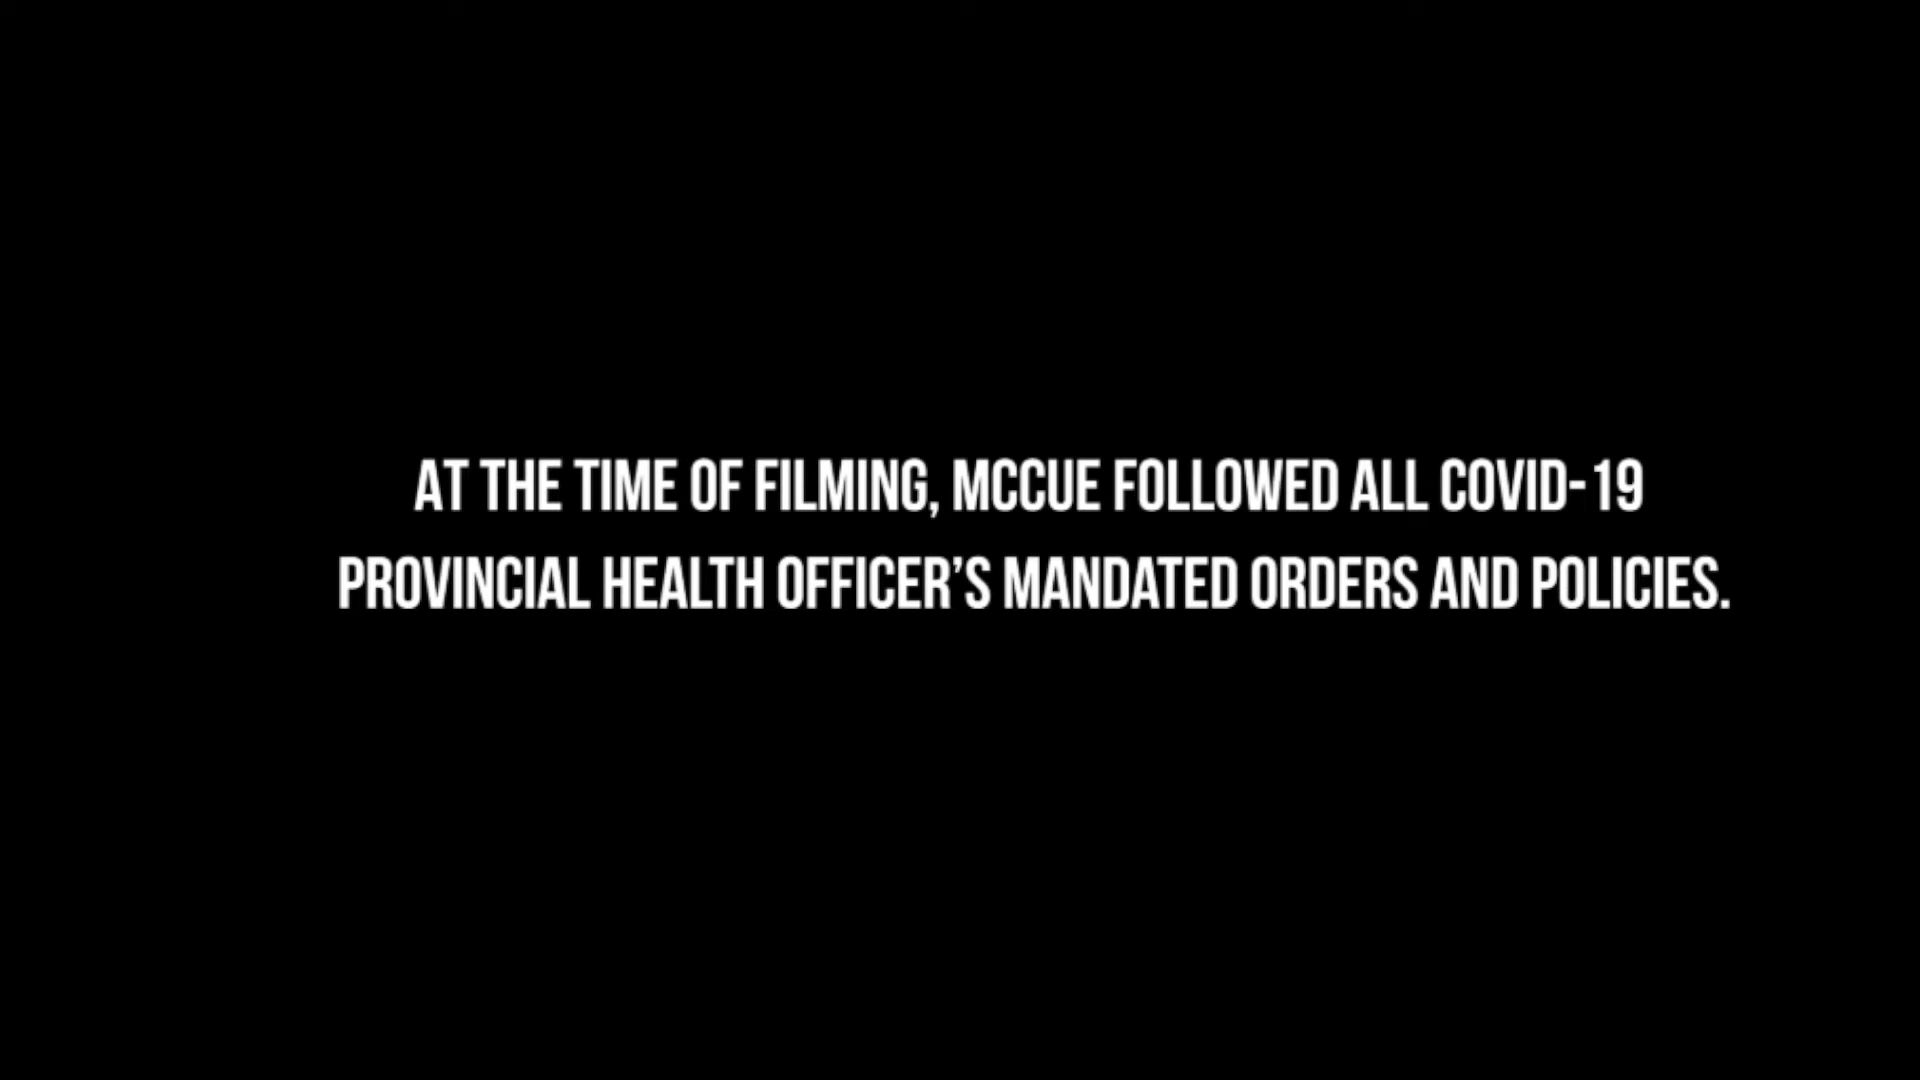 AT THE TIME OF FILMING, MCCUE FOLLOWED ALL COVID-19
PROVINCIAL HEALTH OFFICER’S MANDATED ORDERS AND POLICIES.